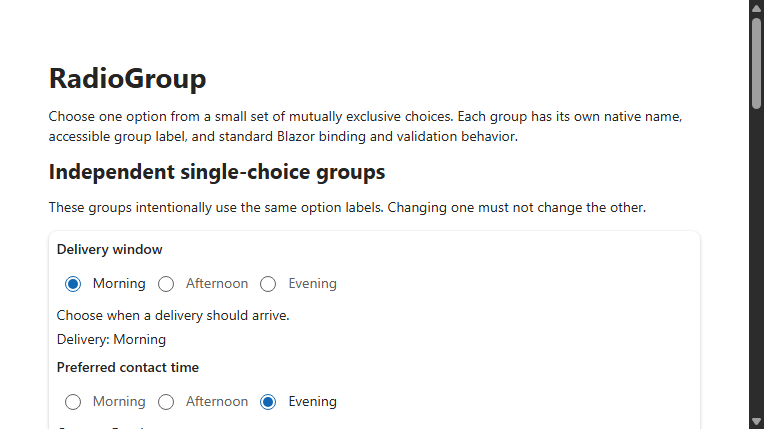 RadioGroup
Choose one option from a small set of mutually exclusive choices. Each group has its own native name,
accessible group label, and standard Blazor binding and validation behavior.
Independent single-choice groups
These groups intentionally use the same option labels. Changing one must not change the other.
Delivery window
Morning Afternoon Evening
Choose when a delivery should arrive.
Delivery: Morning
Preferred contact time
Morning Afternoon Evening